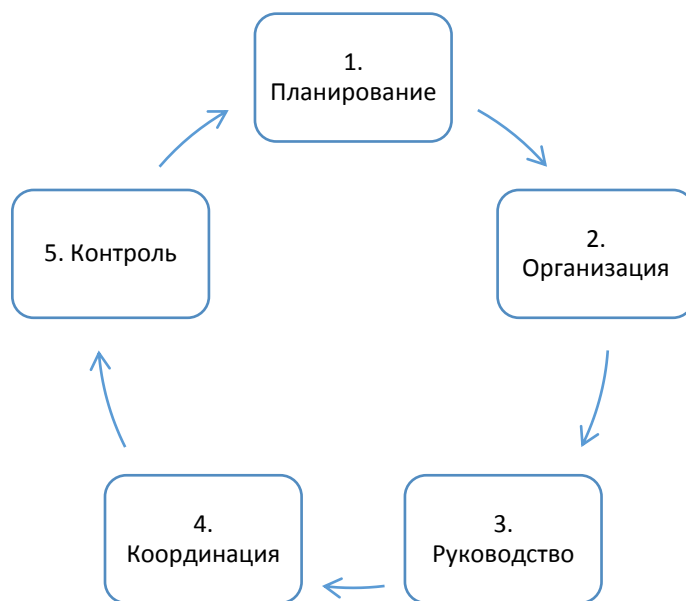 1.
Планирование
2.
Организация
3.
Руководство
4.
Координация
5. Контроль